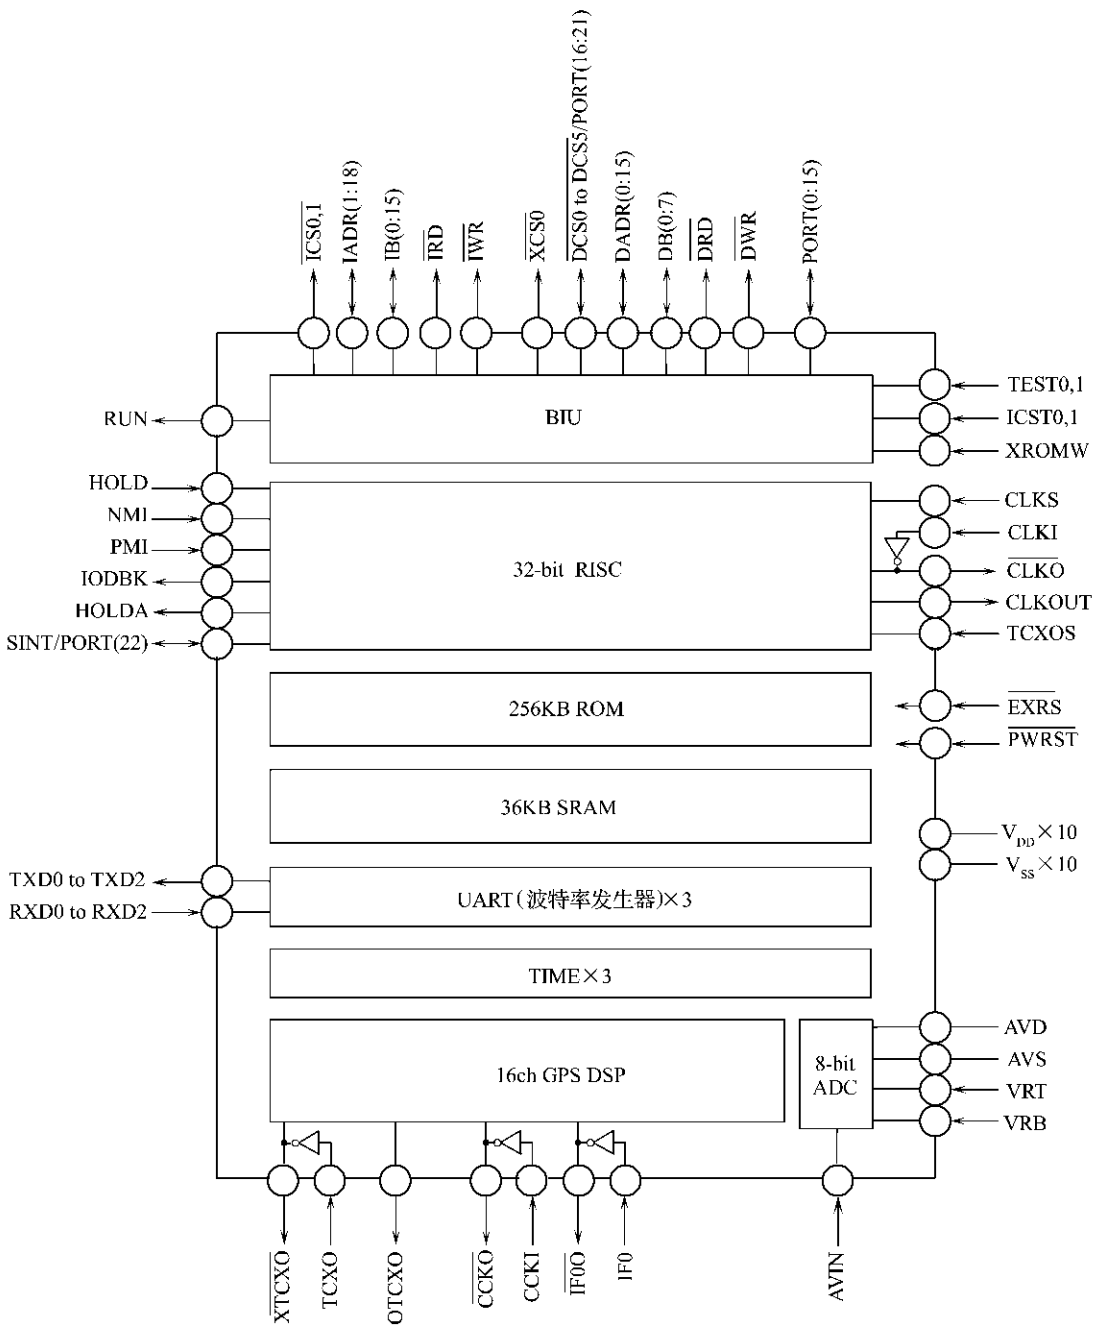 ICS0,1
IADR(1:18)
IB(0:15)
IRD
IWR
XCS0
DCS0 to DCS5/PORT(16:21)
DADR(0:15)
DB(0:7)
DRD
DWR
PORT(0:15)
RUN
HOLD
NMI
PMI
IODBK
HOLDA
SINT/PORT(22)
TXD0 to TXD2
RXD0 to RXD2
BIU
32-bit RISC
256KB ROM
36KB SRAM
UART(波特率发生器)×3
TIME×3
16ch GPS DSP
8-bit
ADC
TEST0,1
ICST0,1
XROMW
CLKS
CLKI
CLKO
CLKOUT
TCXOS
EXRS
PWRST
VDD×10
VSS×10
AVD
AVS
VRT
VRB
XTCXO
TCXO
OTCXO
CCKO
CCKI
IF0O
IF0
AVIN